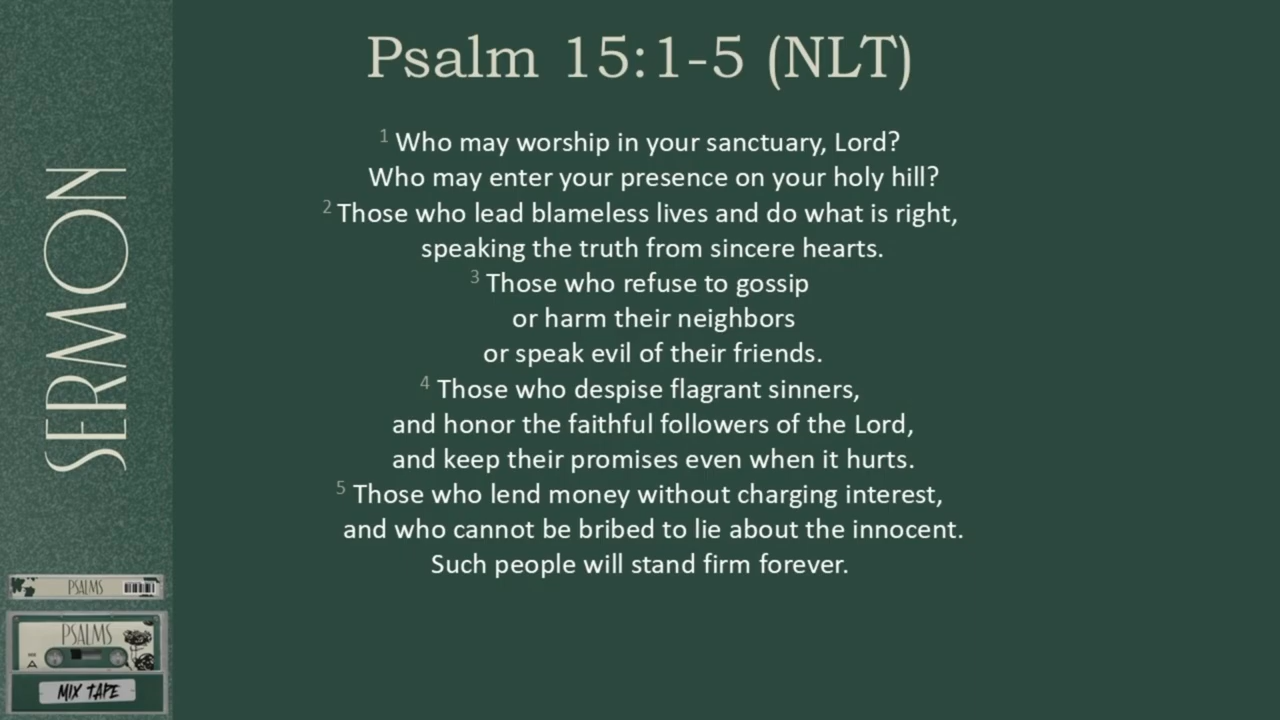 Psalm 15:1-5 (NLT)
1 Who may worship in your sanctuary, Lord?
Who may enter your presence on your holy hill?
2 Those who lead blameless lives and do what is right,
speaking the truth from sincere hearts.
3 Those who refuse to gossip
or harm their neighbors
or speak evil of their friends.
4 Those who despise flagrant sinners,
and honor the faithful followers of the Lord,
and keep their promises even when it hurts.
5 Those who lend money without charging interest,
and who cannot be bribed to lie about the innocent.
Such people will stand firm forever.
SERMON
PSALMS
PSALMS
A
MIX TAPE